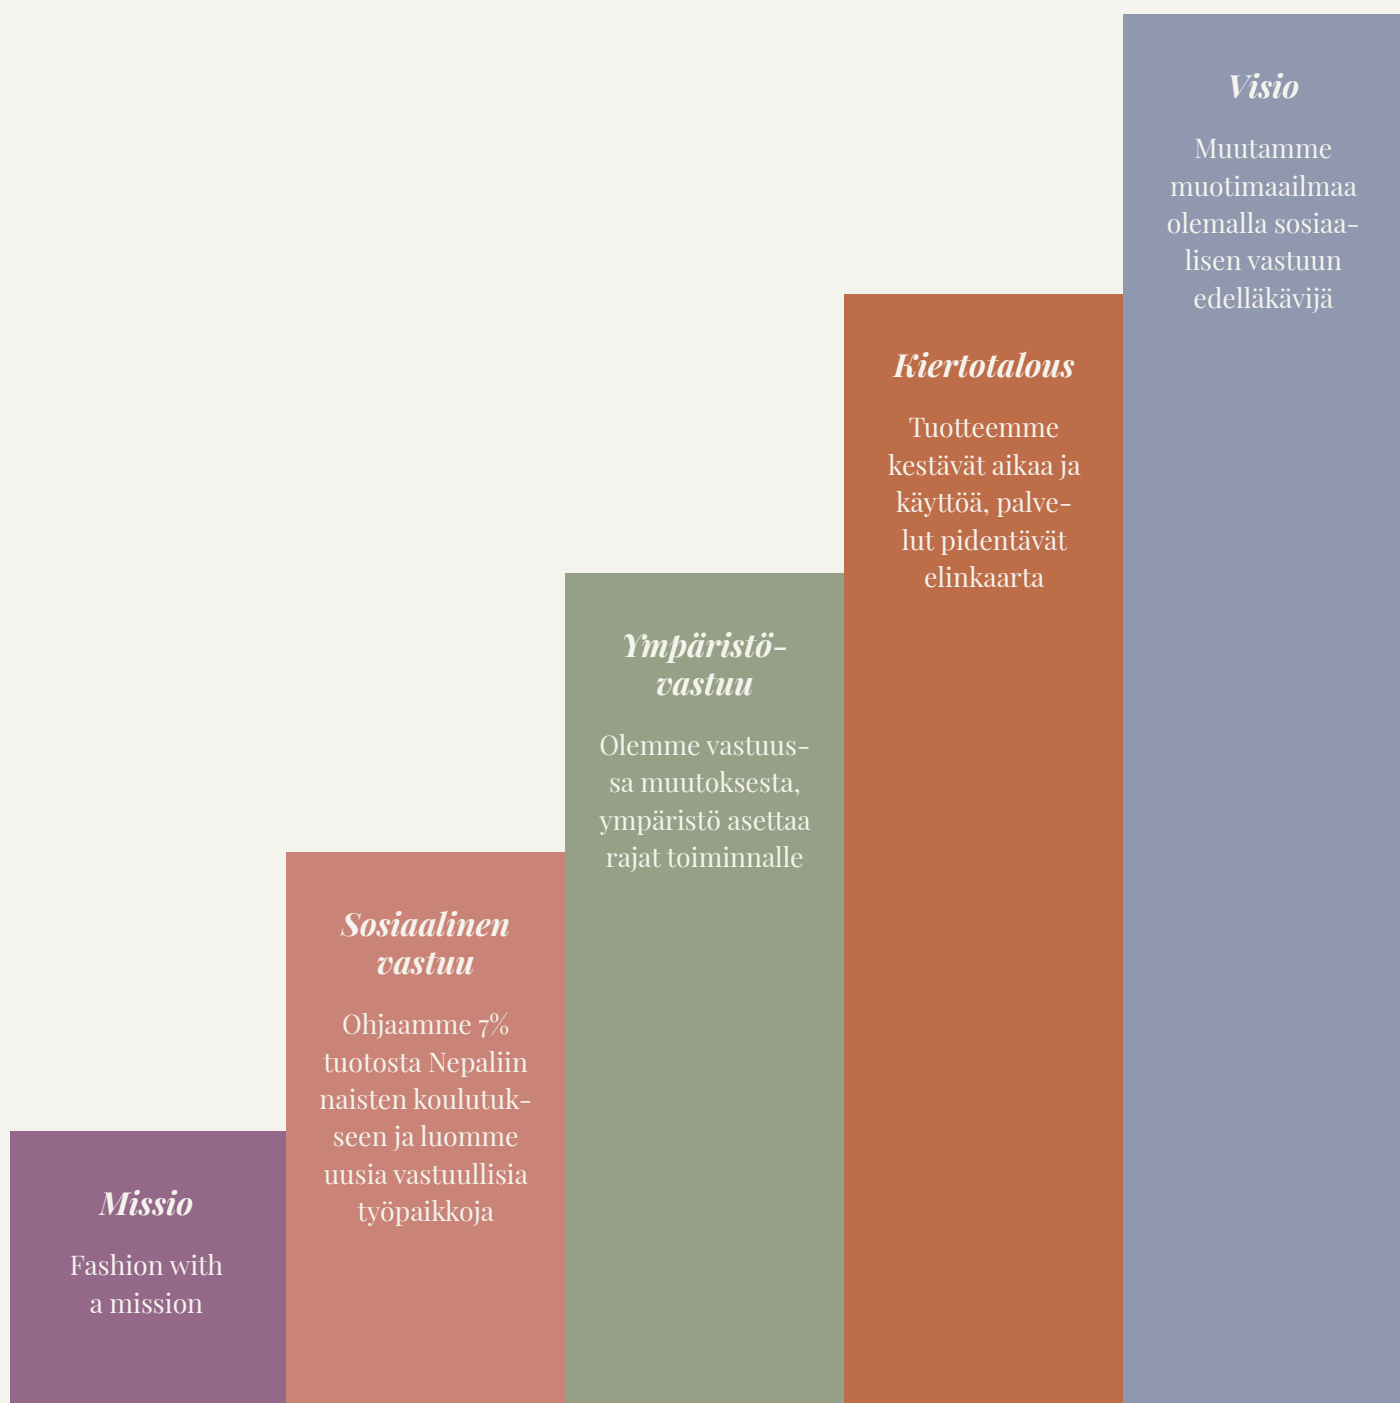 Missio
Fashion with
a mission
Sosiaalinen
vastuu
Ohjaamme 7%
tuotosta Nepaliin
naisten koulutuk-
seen ja luomme
uusia vastuullisia
työpaikkoja
Ympäristö-
vastuu
Olemme vastuus-
sa muutoksesta,
ympäristö asettaa
rajat toiminnalle
Kiertotalous
Tuotteemme
kestävät aikaa ja
käyttöä, palve-
lut pidentävät
elinkaarta
Visio
Muutamme
muotimaailmaa
olemalla sosiaa-
lisen vastuun
edelläkävijä